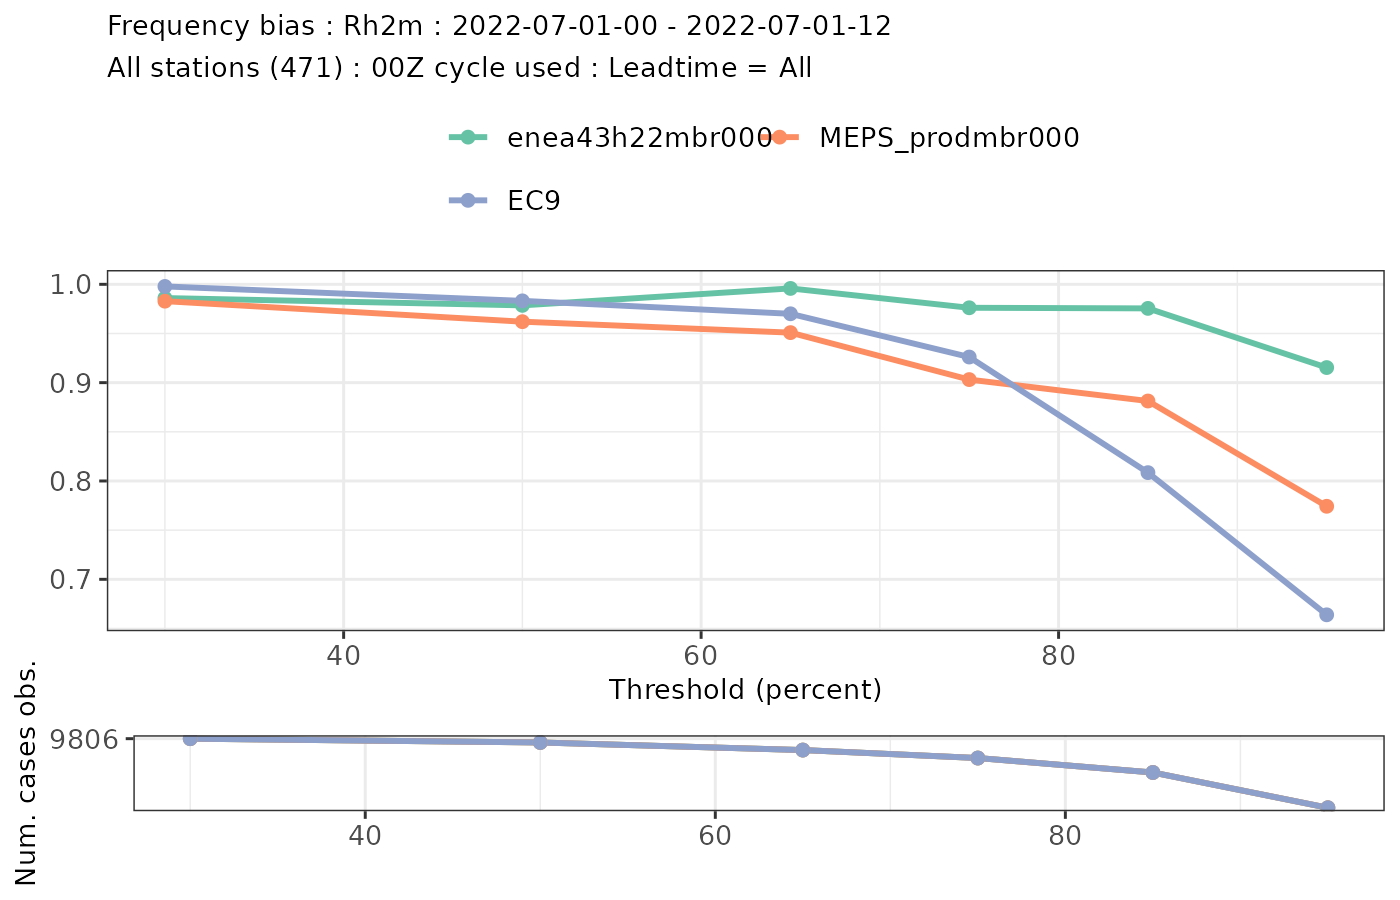 Frequency bias : Rh2m : 2022-07-01-00 - 2022-07-01-12
All stations (471) : 00Z cycle used : Leadtime = All
enea43h22mbr000 MEPS_prodmbr000
EC9
1.0
0.9
0.8
0.7
40 60 80
Threshold (percent)
Num. cases obs.
9806
40 60 80